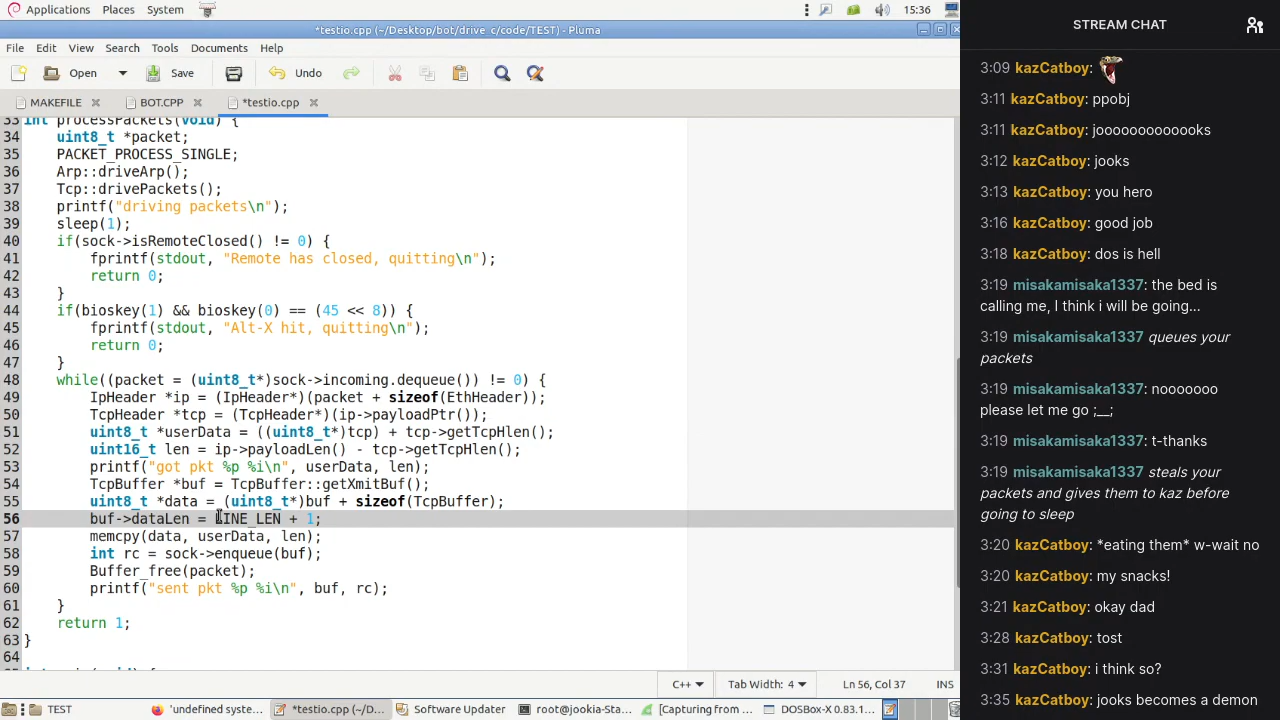 Applications Places System 15:36
*testio.cpp (~/Desktop/bot/drive_c/code/TEST) - Pluma
File Edit View Search Tools Documents Help
Open Save Undo
MAKEFILE BOT.CPP *testio.cpp
33 int processPackets(void) {
34 uint8_t *packet;
35 PACKET_PROCESS_SINGLE;
36 Arp::driveArp();
37 Tcp::drivePackets();
38 printf("driving packets\n");
39 sleep(1);
40 if(sock->isRemoteClosed() != 0) {
41 fprintf(stdout, "Remote has closed, quitting\n");
42 return 0;
43 }
44 if(bioskey(1) && bioskey(0) == (45 << 8)) {
45 fprintf(stdout, "Alt-X hit, quitting\n");
46 return 0;
47 }
48 while((packet = (uint8_t*)sock->incoming.dequeue()) != 0) {
49 IpHeader *ip = (IpHeader*)(packet + sizeof(EthHeader));
50 TcpHeader *tcp = (TcpHeader*)(ip->payloadPtr());
51 uint8_t *userData = ((uint8_t*)tcp) + tcp->getTcpHlen();
52 uint16_t len = ip->payloadLen() - tcp->getTcpHlen();
53 printf("got pkt %p %i\n", userData, len);
54 TcpBuffer *buf = TcpBuffer::getXmitBuf();
55 uint8_t *data = (uint8_t*)buf + sizeof(TcpBuffer);
56 buf->dataLen = LINE_LEN + 1;
57 memcpy(data, userData, len);
58 int rc = sock->enqueue(buf);
59 Buffer_free(packet);
60 printf("sent pkt %p %i\n", buf, rc);
61 }
62 return 1;
63 }
64
C++ Tab Width: 4 Ln 56, Col 37 INS
TEST 'undefined syste... *testio.cpp (~/D... Software Updater root@jookia-Sta... [Capturing from ... DOSBox-X 0.83.1...
STREAM CHAT
3:09 kazCatboy:
3:11 kazCatboy: ppobj
3:11 kazCatboy: joooooooooooks
3:12 kazCatboy: jooks
3:13 kazCatboy: you hero
3:16 kazCatboy: good job
3:18 kazCatboy: dos is hell
3:19 misakamisaka1337: the bed is
calling me, I think i will be going...
3:19 misakamisaka1337 queues your
packets
3:19 misakamisaka1337: nooooooo
please let me go ;__;
3:19 misakamisaka1337: t-thanks
3:19 misakamisaka1337 steals your
packets and gives them to kaz before
going to sleep
3:20 kazCatboy: *eating them* w-wait no
3:20 kazCatboy: my snacks!
3:21 kazCatboy: okay dad
3:28 kazCatboy: tost
3:31 kazCatboy: i think so?
3:35 kazCatboy: jooks becomes a demon